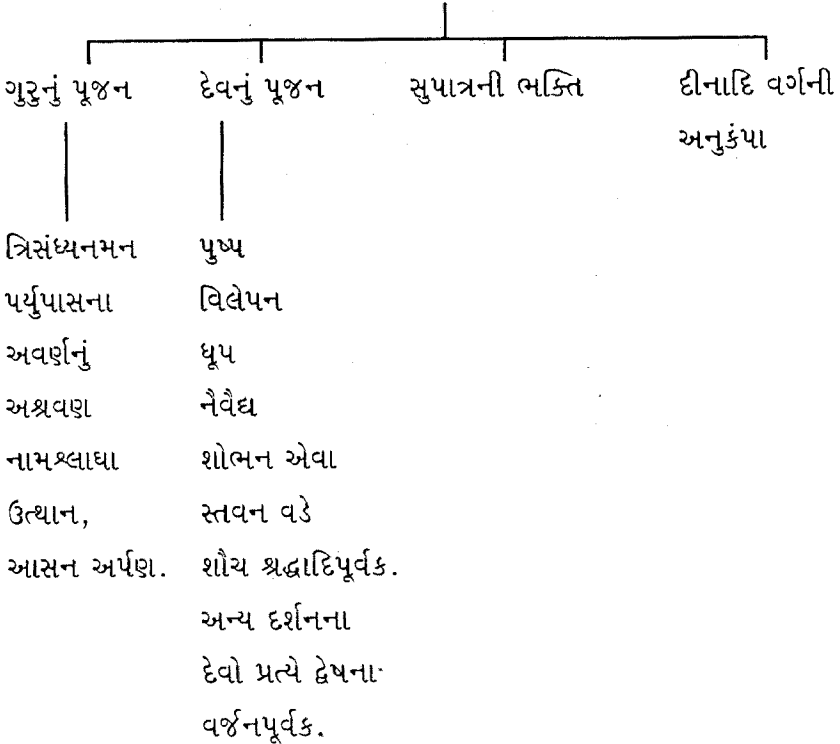 ગુરુનું પૂજન
દેવનું પૂજન
સુપાત્રની ભક્તિ
દીનાદિ વર્ગની
અનુકંપા
ત્રિસંધ્યનમન
પર્યુપાસના
અવર્ણનું
અશ્રવણ
નામશ્લાઘા
ઉત્થાન,
આસન અર્પણ.
પુષ્પ
વિલેપન
ધૂપ
નૈવેદ્ય
શોભન એવા
સ્તવન વડે
શૌચ શ્રદ્ધાદિપૂર્વક.
અન્ય દર્શનના
દેવો પ્રત્યે દ્વેષના
વર્જનપૂર્વક.